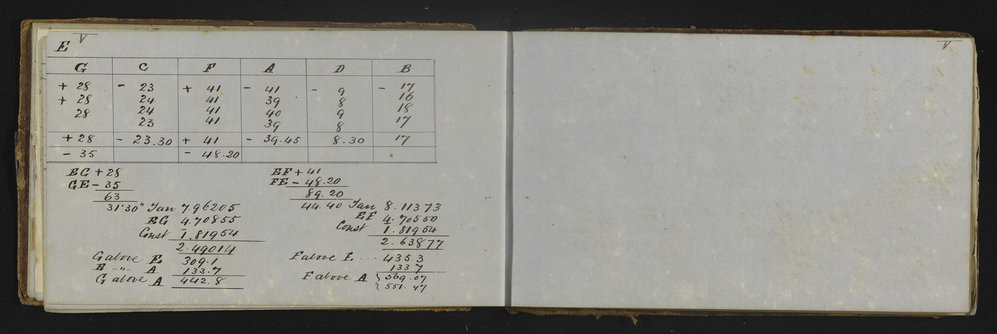 V
E
G C F A D B
+ 28 - 23 + 41 - 41 - 9 - 17
+ 28 24 41 39 8 16
28 24 41 40 9 18
23 41 39 8 17
+ 28 - 23.30 + 41 - 39.45 8.30 17
- 35 - 48.20
EG + 28 EF + 41
GE - 35 FE - 48.20
63 89.20
31'30" Tan 7.96205 44.40 Tan 8.11373
EG 4.70855 EF 4.70550
Const 1.81954 Const 1.81954
2.49014 2.63877
G above E 309.1 F above E ... 435.3
E " A 133.7 133.7
G above A 442.8 F above A { 569.07
551.47
V